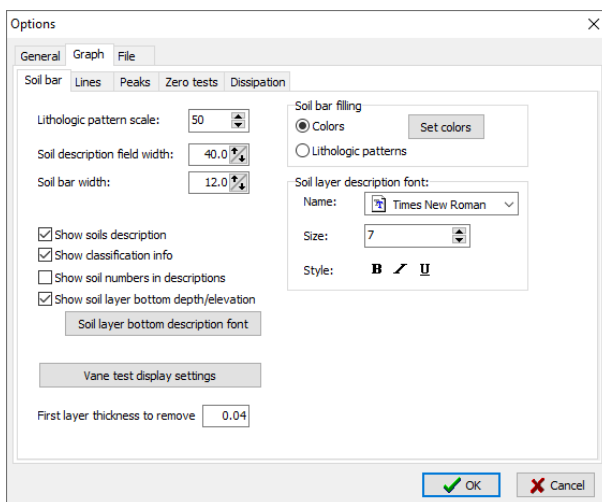 Options
General Graph File
Soil bar Lines Peaks Zero tests Dissipation
Lithologic pattern scale: 50
Soil description field width: 40.0
Soil bar width: 12.0
Show soils description
Show classification info
Show soil numbers in descriptions
Show soil layer bottom depth/elevation
Soil layer bottom description font
Vane test display settings
First layer thickness to remove 0.04
Soil bar filling
Colors Set colors
Lithologic patterns
Soil layer description font:
Name: Times New Roman
Size: 7
Style: B I U
OK Cancel